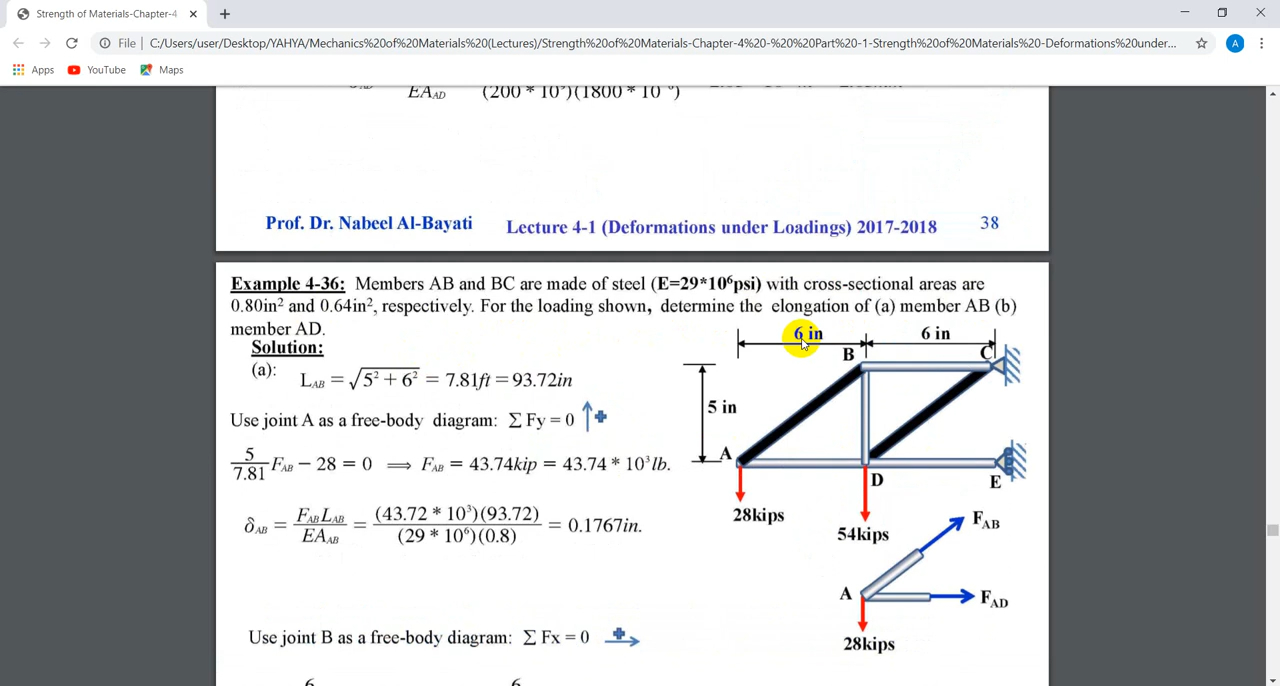 Strength of Materials-Chapter-4
File | C:/Users/user/Desktop/YAHYA/Mechanics%20of%20Materials%20(Lectures)/Strength%20of%20Materials-Chapter-4%20-%20%20Part%20-1-Strength%20of%20Materials%20-Deformations%20under...
A
Apps YouTube Maps
EA_AD (200 * 10⁹)(1800 * 10⁻⁶)
Prof. Dr. Nabeel Al-Bayati Lecture 4-1 (Deformations under Loadings) 2017-2018 38
Example 4-36: Members AB and BC are made of steel (E=29*10⁶psi) with cross-sectional areas are
0.80in² and 0.64in², respectively. For the loading shown, determine the elongation of (a) member AB (b)
member AD.
Solution:
(a):
L_AB = √5² + 6² = 7.81ft = 93.72in
Use joint A as a free-body diagram: Σ Fy = 0
5/7.81 F_AB − 28 = 0 ⟹ F_AB = 43.74kip = 43.74 * 10³ lb.
δ_AB = F_AB L_AB / EA_AB = (43.72 * 10³)(93.72) / (29 * 10⁶)(0.8) = 0.1767in.
Use joint B as a free-body diagram: Σ Fx = 0
6 in 6 in
B C
5 in
A
D E
28kips
54kips
F_AB
A F_AD
28kips